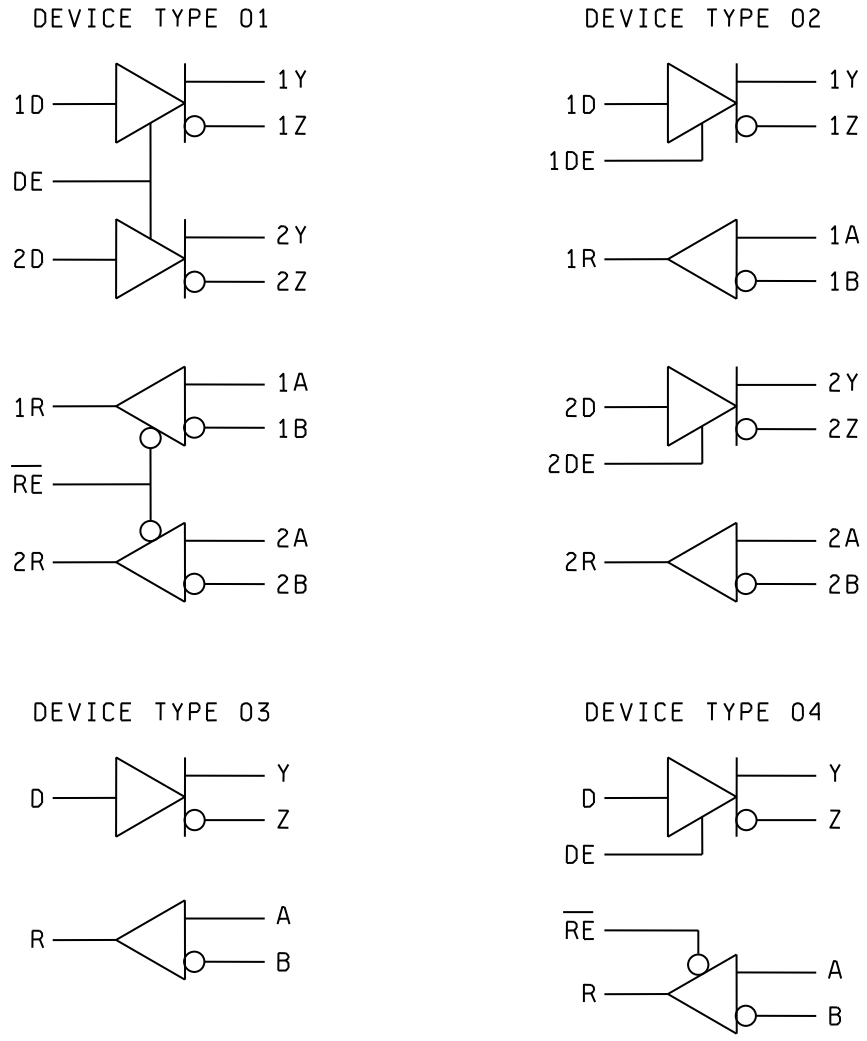 DEVICE TYPE 01
1D
1Y
1Z
DE
2D
2Y
2Z
1R
1A
1B
R̅E̅
2R
2A
2B
DEVICE TYPE 02
1D
1Y
1Z
1DE
1R
1A
1B
2D
2Y
2Z
2DE
2R
2A
2B
DEVICE TYPE 03
D
Y
Z
R
A
B
DEVICE TYPE 04
D
Y
Z
DE
R̅E̅
R
A
B